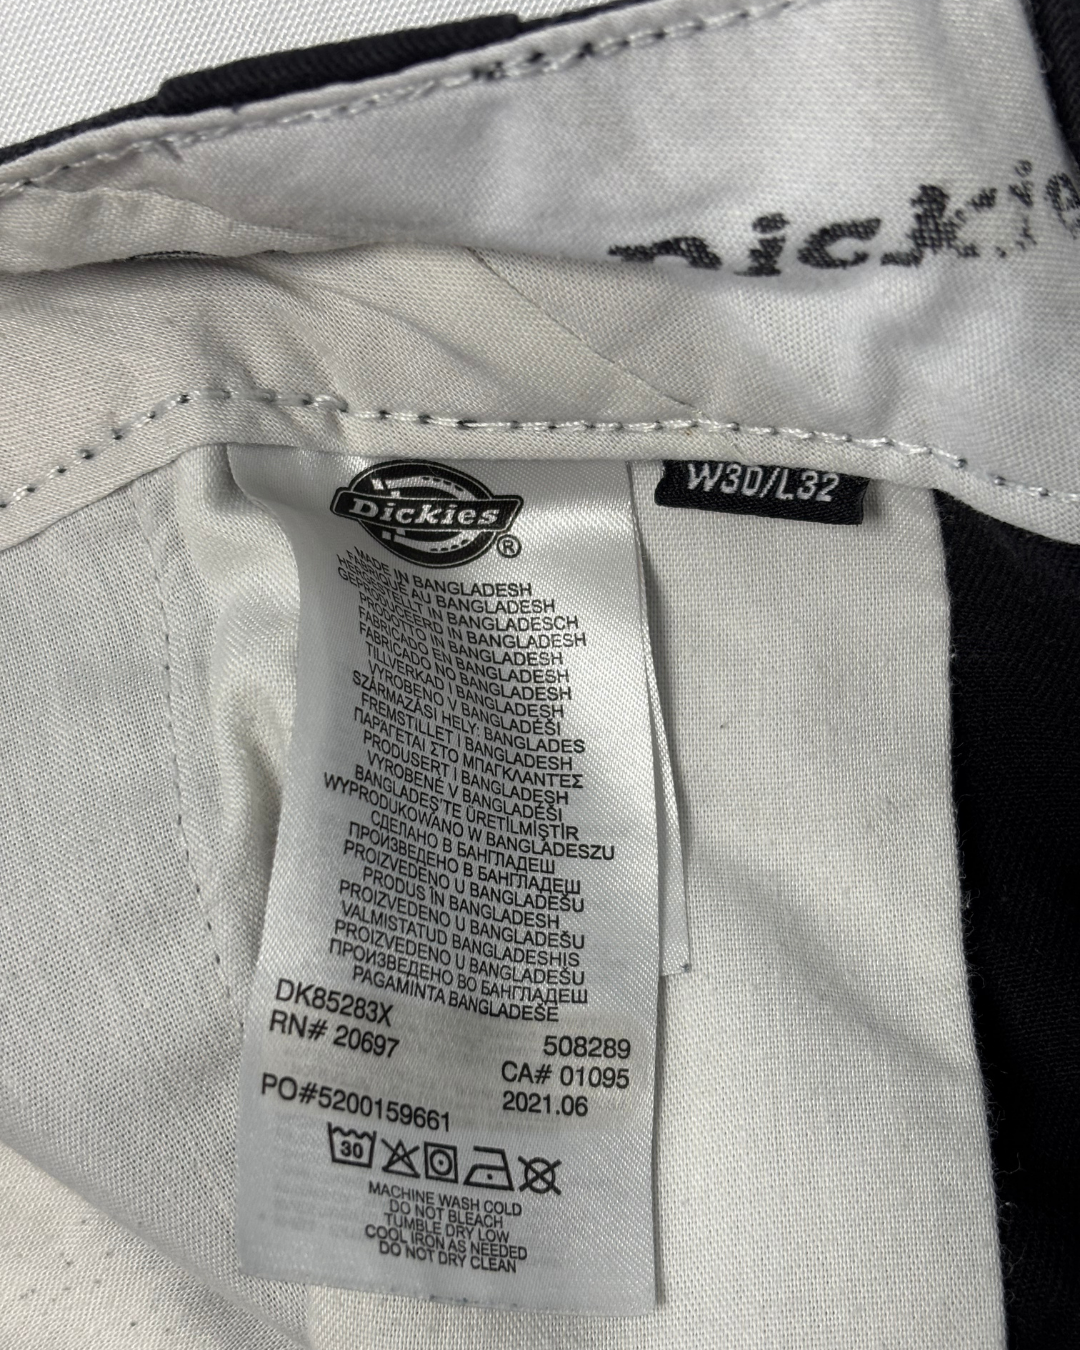 Dickies
W30/L32
Dickies®
MADE IN BANGLADESH
FABRIQUÉ AU BANGLADESH
HERGESTELLT IN BANGLADESCH
GEPRODUCEERD IN BANGLADESH
PRODOTTO IN BANGLADESH
FABRICADO EN BANGLADESH
FABRICADO NO BANGLADESH
TILLVERKAD I BANGLADESH
VYROBENO V BANGLADÉŠI
SZÁRMAZÁSI HELY: BANGLADES
FREMSTILLET I BANGLADESH
ΠΑΡΑΓΕΤΑΙ ΣΤΟ ΜΠΑΓΚΛΑΝΤΕΣ
PRODUSERT I BANGLADESH
VYROBENÉ V BANGLADÉŠI
BANGLADEŞ'TE ÜRETİLMİŞTİR
WYPRODUKOWANO W BANGLADESZU
СДЕЛАНО В БАНГЛАДЕШ
ПРОИЗВЕДЕНО В БАНГЛАДЕШ
PROIZVEDENO U BANGLADEŠU
PRODUS ÎN BANGLADESH
PROIZVEDENO U BANGLADEŠU
VALMISTATUD BANGLADESHIS
PROIZVEDENO U BANGLADEŠU
ПРОИЗВЕДЕНО ВО БАНГЛАДЕШ
PAGAMINTA BANGLADEŠE
DK85283X
508289
RN# 20697
CA# 01095
2021.06
PO#5200159661
30
MACHINE WASH COLD
DO NOT BLEACH
TUMBLE DRY LOW
COOL IRON AS NEEDED
DO NOT DRY CLEAN